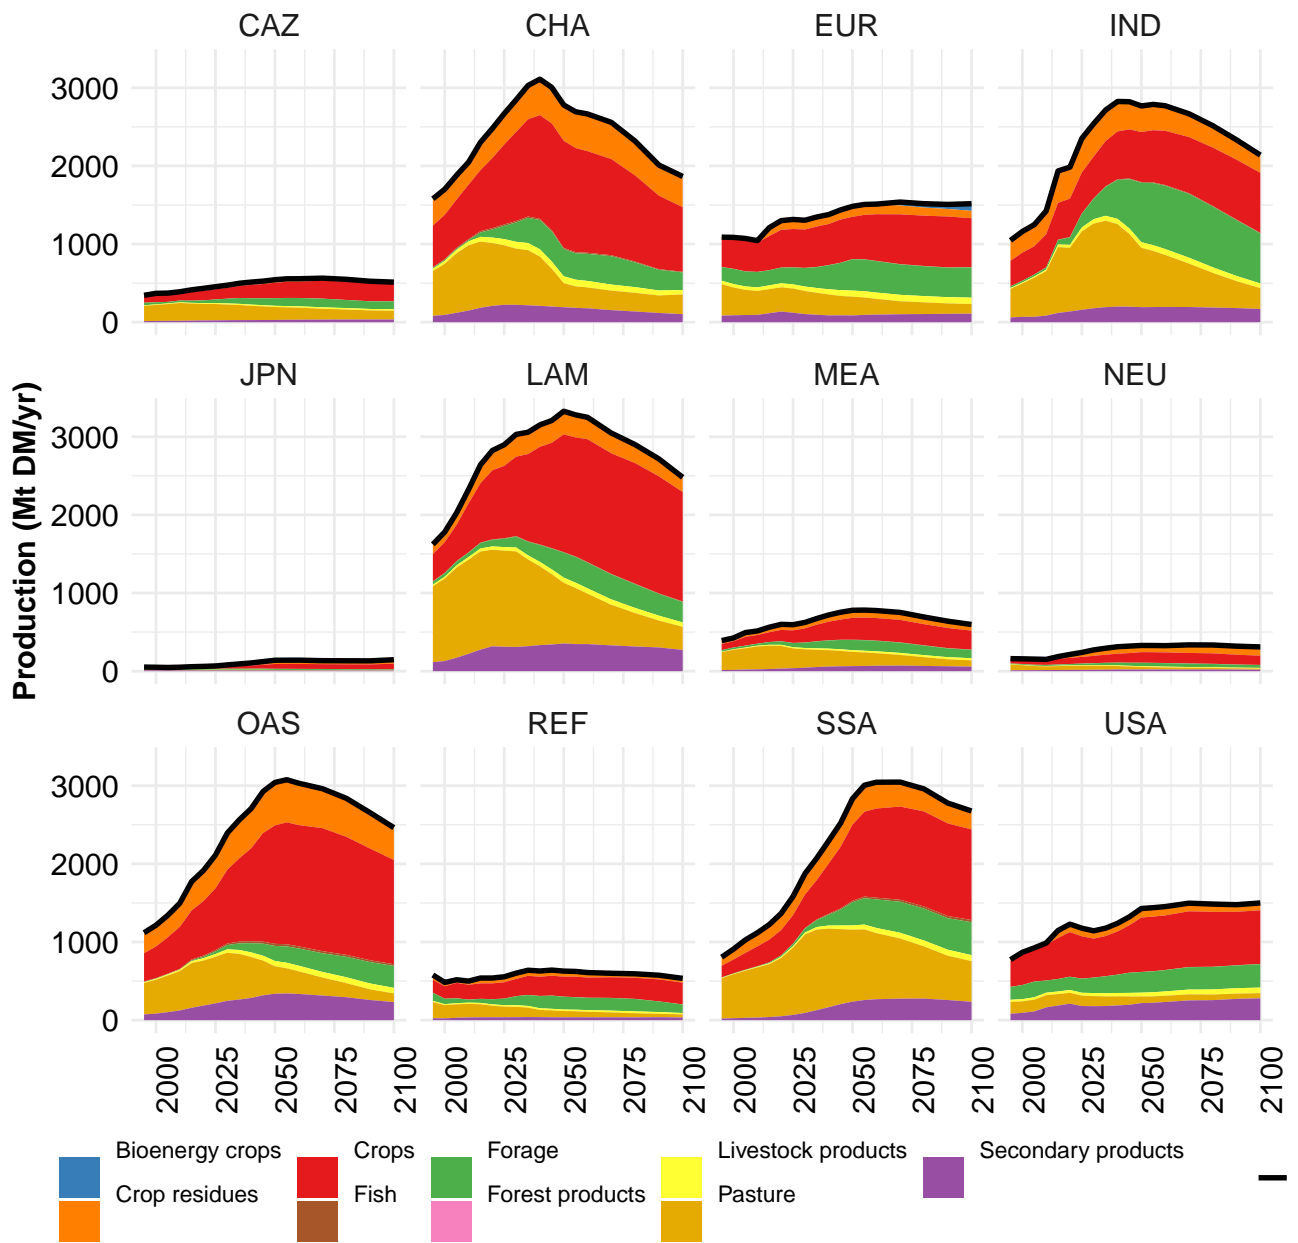 CAZ CHA EUR IND
3000
2000
1000
0
JPN LAM MEA NEU
Production (Mt DM/yr)
3000
2000
1000
0
OAS REF SSA USA
3000
2000
1000
0
2000 2025 2050 2075 2100 2000 2025 2050 2075 2100 2000 2025 2050 2075 2100 2000 2025 2050 2075 2100
Bioenergy crops Crops Forage Livestock products Secondary products
Crop residues Fish Forest products Pasture